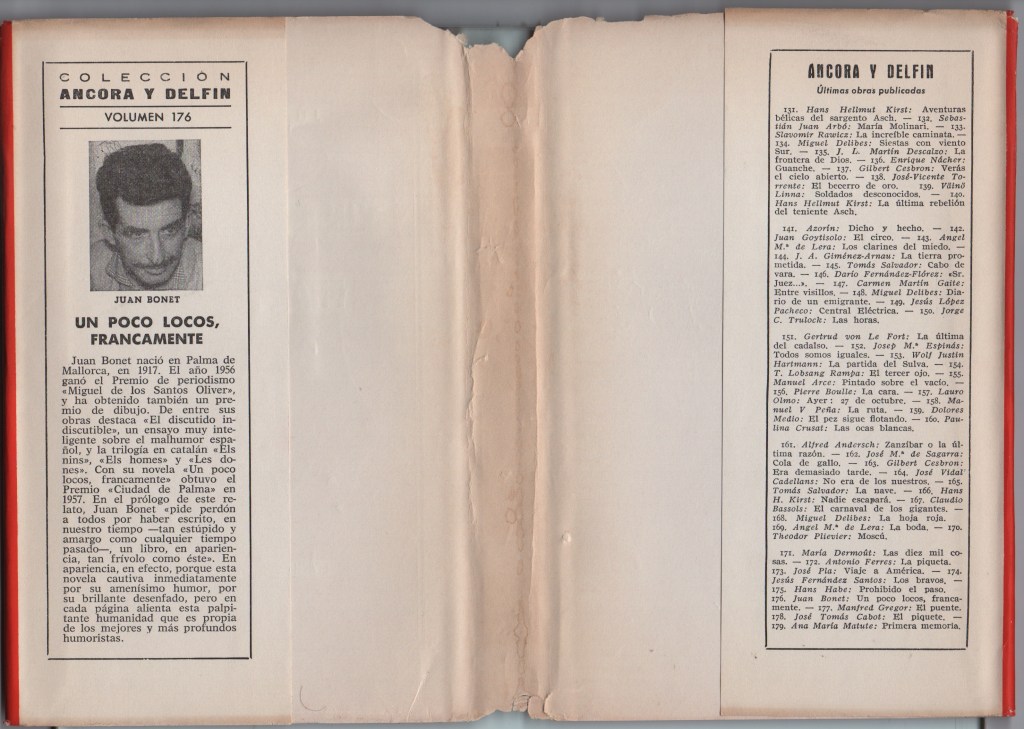 COLECCIÓN
ANCORA Y DELFIN
VOLUMEN 176
JUAN BONET
UN POCO LOCOS,
FRANCAMENTE
Juan Bonet nació en Palma de
Mallorca, en 1917. El año 1956
ganó el Premio de periodismo
«Miguel de los Santos Oliver»,
y ha obtenido también un pre-
mio de dibujo. De entre sus
obras destaca «El discutido in-
discutible», un ensayo muy inte-
ligente sobre el malhumor espa-
ñol, y la trilogía en catalán «Els
nins», «Els homes» y «Les do-
nes». Con su novela «Un poco
locos, francamente» obtuvo el
Premio «Ciudad de Palma» en
1957. En el prólogo de este re-
lato, Juan Bonet «pide perdón
a todos por haber escrito, en
nuestro tiempo —tan estúpido y
amargo como cualquier tiempo
pasado—, un libro, en aparien-
cia, tan frívolo como éste». En
apariencia, en efecto, porque esta
novela cautiva inmediatamente
por su amenísimo humor, por
su brillante desenfado, pero en
cada página alienta esta palpi-
tante humanidad que es propia
de los mejores y más profundos
humoristas.
ANCORA Y DELFIN
Últimas obras publicadas
131. Hans Hellmut Kirst: Aventuras
bélicas del sargento Asch. — 132. Sebas-
tián Juan Arbó: María Molinari. — 133.
Slavomir Rawicz: La increíble caminata. —
134. Miguel Delibes: Siestas con viento
Sur. — 135. J. L. Martín Descalzo: La
frontera de Dios. — 136. Enrique Nácher:
Guanche. — 137. Gilbert Cesbron: Verás
el cielo abierto. — 138. José-Vicente To-
rrente: El becerro de oro. 139. Väinö
Linna: Soldados desconocidos. — 140.
Hans Hellmut Kirst: La última rebelión
del teniente Asch.
141. Azorín: Dicho y hecho. — 142.
Juan Goytisolo: El circo. — 143. Angel
M.ª de Lera: Los clarines del miedo. —
144. J. A. Giménez-Arnau: La tierra pro-
metida. — 145. Tomás Salvador: Cabo de
vara. — 146. Darío Fernández-Flórez: «Sr.
Juez...». — 147. Carmen Martín Gaite:
Entre visillos. — 148. Miguel Delibes: Dia-
rio de un emigrante. — 149. Jesús López
Pacheco: Central Eléctrica. — 150. Jorge
C. Trulock: Las horas.
151. Gertrud von Le Fort: La última
del cadalso. — 152. Josep M.ª Espinás:
Todos somos iguales. — 153. Wolf Justin
Hartmann: La partida del Sulva. — 154.
T. Lobsang Rampa: El tercer ojo. — 155.
Manuel Arce: Pintado sobre el vacío. —
156. Pierre Boulle: La cara. — 157. Lauro
Olmo: Ayer: 27 de octubre. — 158. Ma-
nuel V Peña: La ruta. — 159. Dolores
Medio: El pez sigue flotando. — 160. Pau-
lina Crusat: Las ocas blancas.
161. Alfred Andersch: Zanzíbar o la úl-
tima razón. — 162. José M.ª de Sagarra:
Cola de gallo. — 163. Gilbert Cesbron:
Era demasiado tarde. — 164. José Vidal
Cadellans: No era de los nuestros. — 165.
Tomás Salvador: La nave. — 166. Hans
H. Kirst: Nadie escapará. — 167. Claudio
Bassols: El carnaval de los gigantes. —
168. Miguel Delibes: La hoja roja.
169. Angel M.ª de Lera: La boda. — 170.
Theodor Plievier: Moscú.
171. María Dermoût: Las diez mil co-
sas. — 172. Antonio Ferres: La piqueta.
173. José Pla: Viaje a América. — 174.
Jesús Fernández Santos: Los bravos. —
175. Hans Habe: Prohibido el paso.
176. Juan Bonet: Un poco locos, franca-
mente. — 177. Manfred Gregor: El puente.
178. José Tomás Cabot: El piquete. —
179. Ana María Matute: Primera memoria.